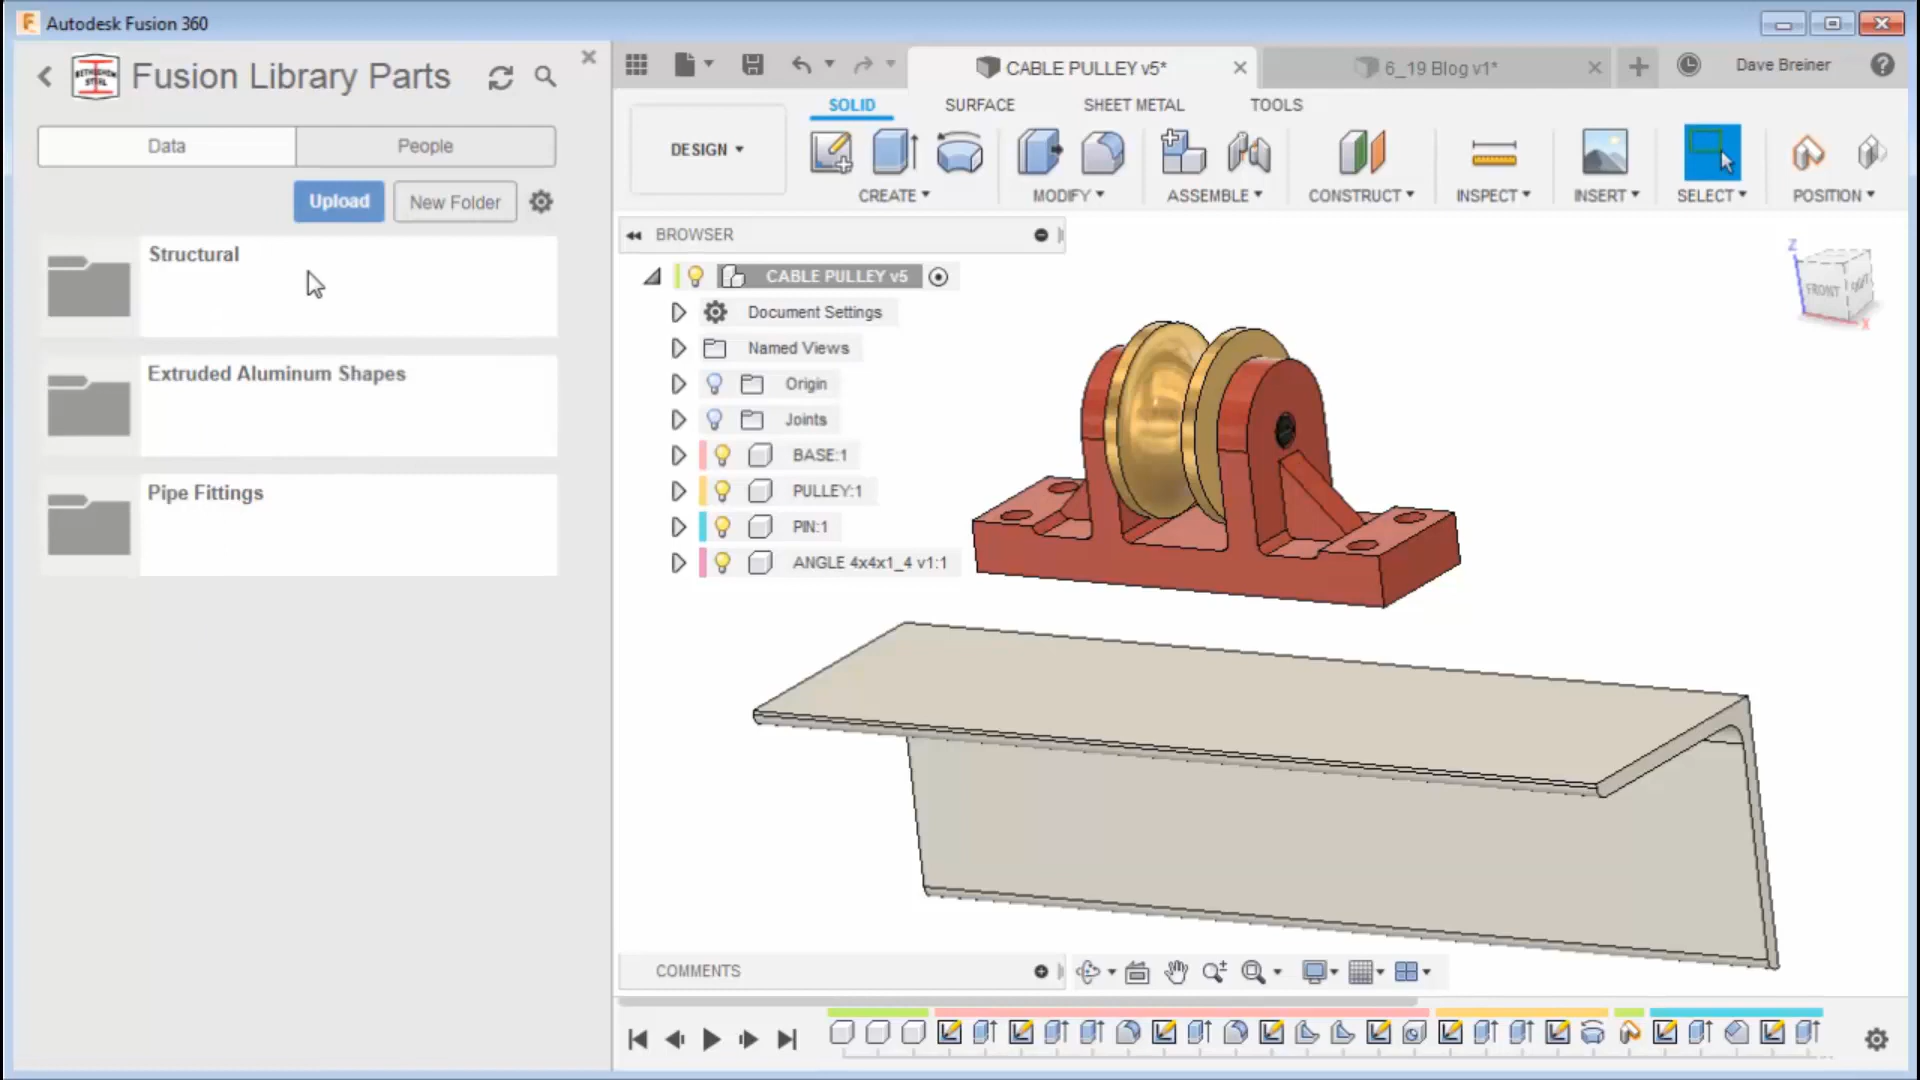 Autodesk Fusion 360
BETHLEHEM
STEEL
Fusion Library Parts
Data
People
Upload
New Folder
Structural
Extruded Aluminum Shapes
Pipe Fittings
CABLE PULLEY v5*
6_19 Blog v1*
Dave Breiner
SOLID
SURFACE
SHEET METAL
TOOLS
DESIGN
CREATE
MODIFY
ASSEMBLE
CONSTRUCT
INSPECT
INSERT
SELECT
POSITION
BROWSER
CABLE PULLEY v5
Document Settings
Named Views
Origin
Joints
BASE:1
PULLEY:1
PIN:1
ANGLE 4x4x1_4 v1:1
Z
FRONT
RIGHT
X
COMMENTS